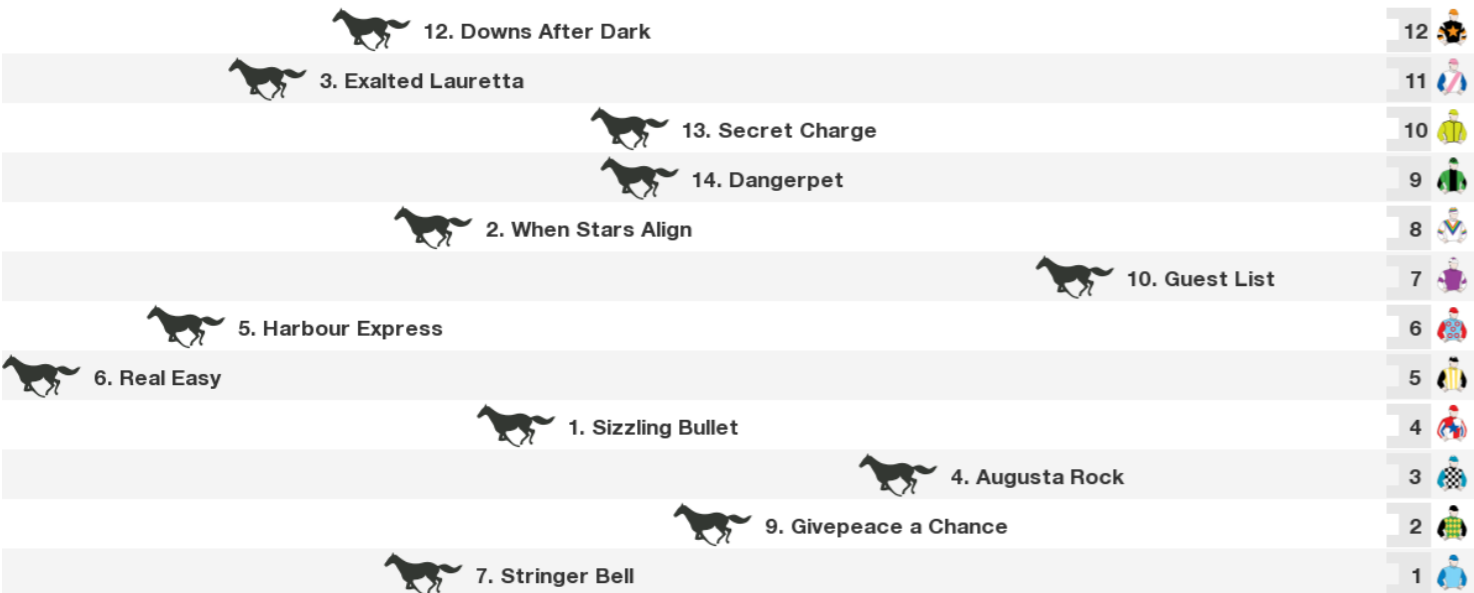 12. Downs After Dark 12
3. Exalted Lauretta 11
13. Secret Charge 10
14. Dangerpet 9
2. When Stars Align 8
10. Guest List 7
5. Harbour Express 6
6. Real Easy 5
1. Sizzling Bullet 4
4. Augusta Rock 3
9. Givepeace a Chance 2
7. Stringer Bell 1